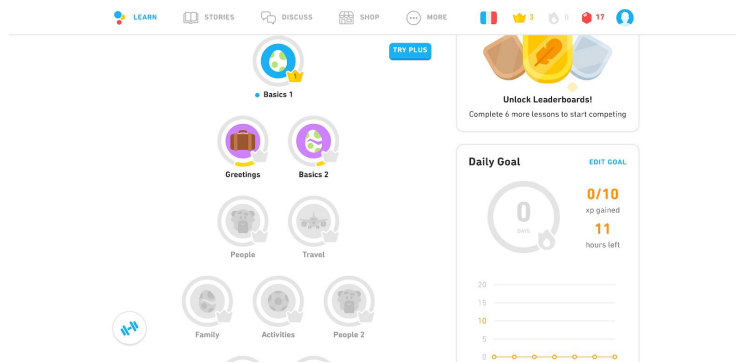 LEARN
STORIES
DISCUSS
SHOP
MORE
3
0
17
1
Basics 1
TRY PLUS
Greetings
Basics 2
People
Travel
Family
Activities
People 2
Unlock Leaderboards!
Complete 6 more lessons to start competing
Daily Goal
EDIT GOAL
0
DAYS
0/10
xp gained
11
hours left
20
15
10
5
0